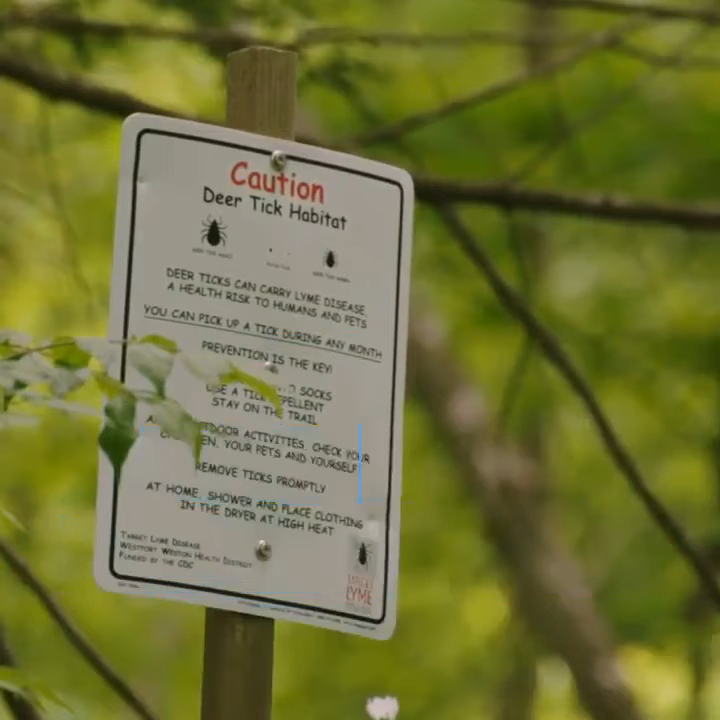 Caution
Deer Tick Habitat
DEER TICKS CAN CARRY LYME DISEASE,
A HEALTH RISK TO HUMANS AND PETS
YOU CAN PICK UP A TICK DURING ANY MONTH
PREVENTION IS THE KEY!
SOCKS
USE A TICK
STAY ON THE TRAIL
ACTIVITIES, CHECK YOUR
YOUR PETS AND YOURSELF
REMOVE TICKS PROMPTLY
AT HOME, SHOWER AND PLACE CLOTHING
IN THE DRYER AT HIGH HEAT
TARGET LYME DISEASE
WESTPORT WESTON HEALTH DISTRICT
FUNDED BY THE CDC
TARGET
LYME